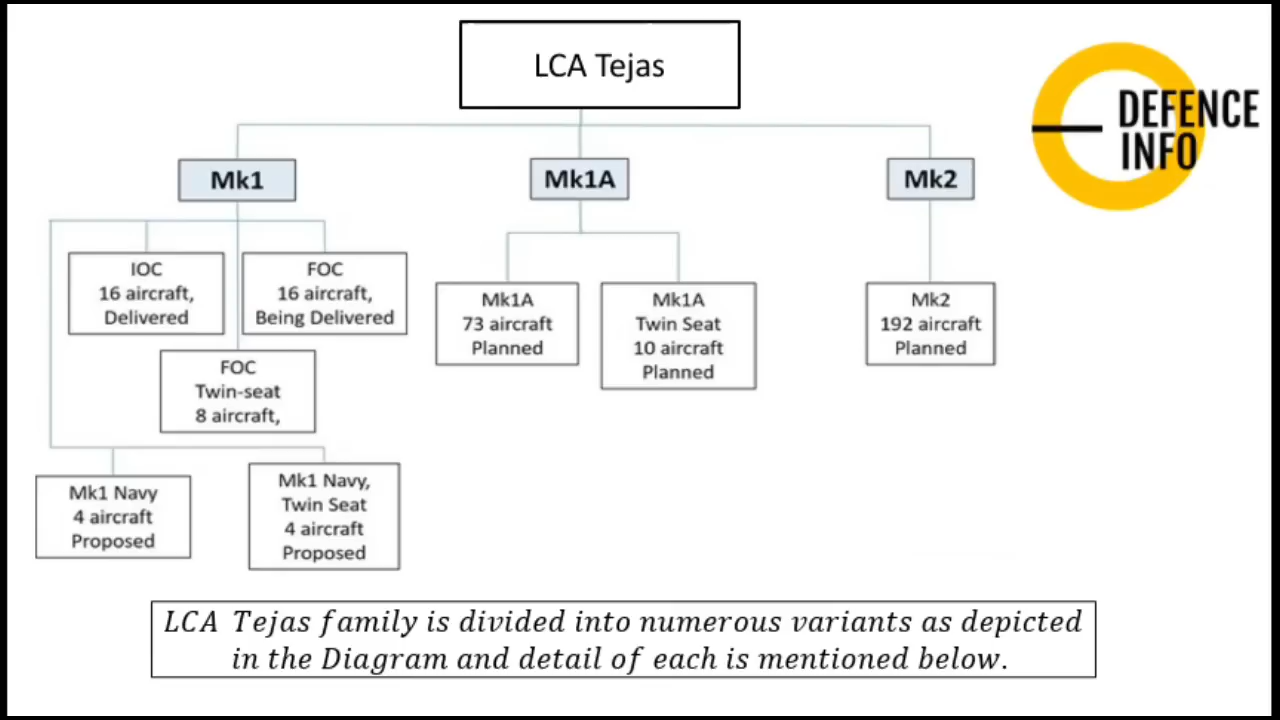 LCA Tejas
DEFENCE
INFO
Mk1
Mk1A
Mk2
IOC
16 aircraft,
Delivered
FOC
16 aircraft,
Being Delivered
FOC
Twin-seat
8 aircraft,
Mk1 Navy
4 aircraft
Proposed
Mk1 Navy,
Twin Seat
4 aircraft
Proposed
Mk1A
73 aircraft
Planned
Mk1A
Twin Seat
10 aircraft
Planned
Mk2
192 aircraft
Planned
LCA Tejas family is divided into numerous variants as depicted
in the Diagram and detail of each is mentioned below.